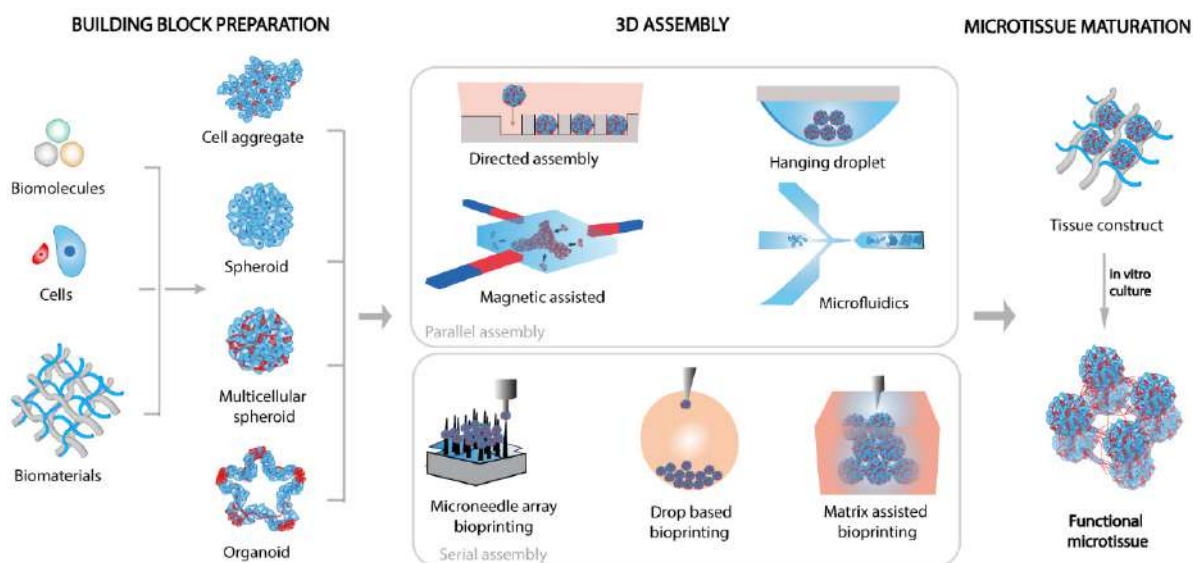 BUILDING BLOCK PREPARATION
3D ASSEMBLY
MICROTISSUE MATURATION
Biomolecules
Cells
Biomaterials
Cell aggregate
Spheroid
Multicellular
spheroid
Organoid
Directed assembly
Hanging droplet
Magnetic assisted
Microfluidics
Parallel assembly
Microneedle array
bioprinting
Drop based
bioprinting
Matrix assisted
bioprinting
Serial assembly
Tissue construct
in vitro
culture
Functional
microtissue